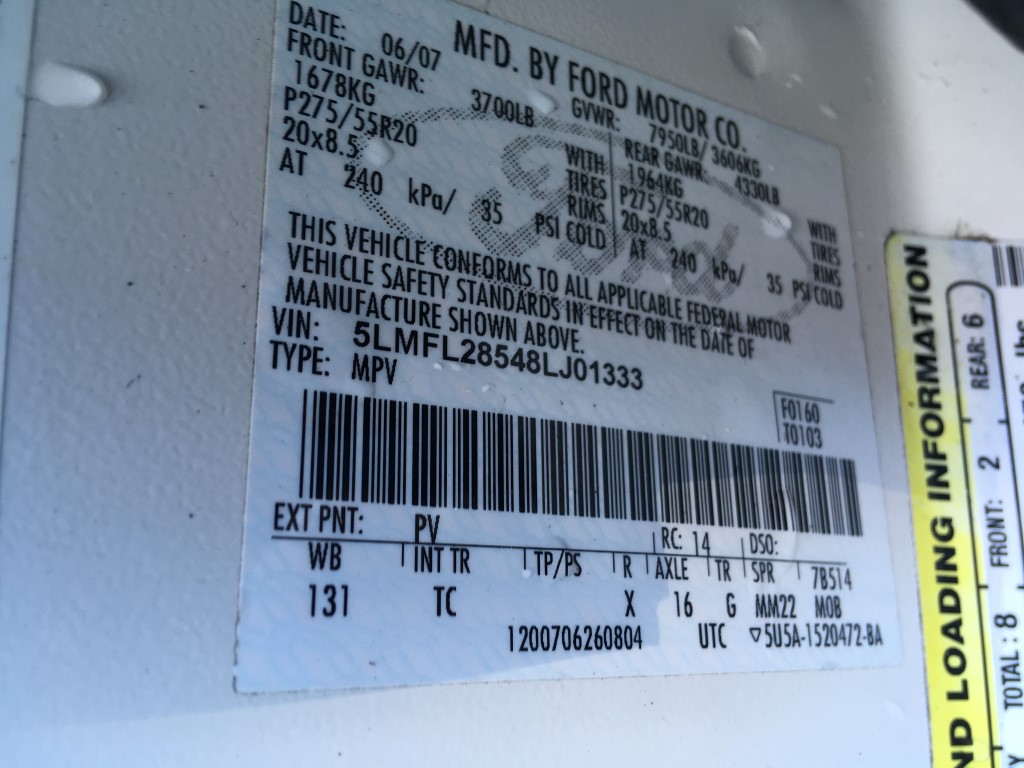 MFD. BY FORD MOTOR CO.
DATE: 06/07 GVWR: 7950LB/ 3606KG
FRONT GAWR: 3700LB REAR GAWR: 4330LB
1678KG WITH 1964KG WITH
P275/55R20 TIRES P275/55R20 TIRES
20x8.5 RIMS 20x8.5 RIMS
AT 240 kPa/ 35 PSI COLD AT 240 kPa/ 35 PSI COLD
Ford
THIS VEHICLE CONFORMS TO ALL APPLICABLE FEDERAL MOTOR
VEHICLE SAFETY STANDARDS IN EFFECT ON THE DATE OF
MANUFACTURE SHOWN ABOVE.
VIN: 5LMFL28548LJ01333
TYPE: MPV
F0160
T0103
EXT PNT: PV RC: 14 DSO:
WB INT TR TP/PS R AXLE TR SPR 7B514
131 TC X 16 G MM22 MOB
1200706260804 UTC ▽5U5A-1520472-BA
ND LOADING INFORMATION
TOTAL : 8 FRONT: 2 REAR: 6
lbs